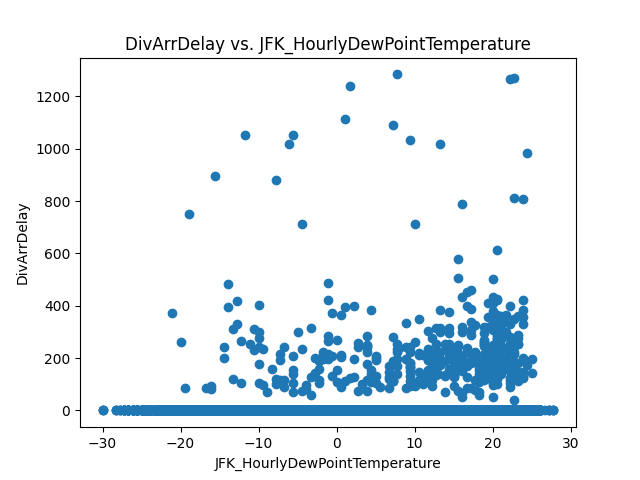 DivArrDelay vs. JFK_HourlyDewPointTemperature
1200
1000
800
600
400
200
0
DivArrDelay
−30 −20 −10 0 10 20 30
JFK_HourlyDewPointTemperature